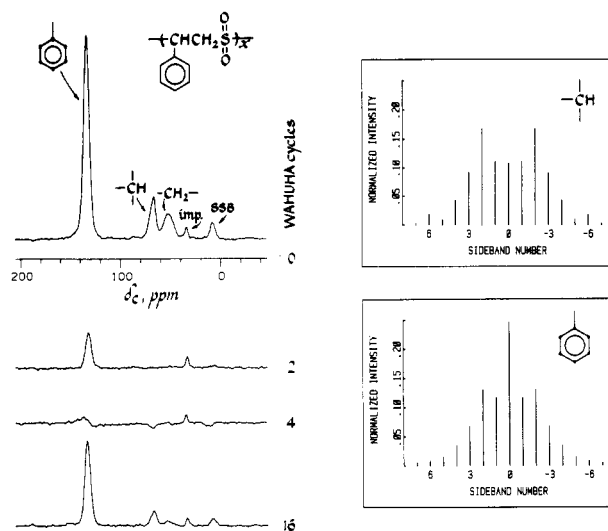 O
(CHCH₂S)x
O
-CH
-CH₂-
imp.
SSB
200 100 0
δC, ppm
WAHUHA cycles
0
2
4
16
-CH
NORMALIZED INTENSITY
.20
.15
.10
.05
6 3 0 -3 -6
SIDEBAND NUMBER
NORMALIZED INTENSITY
.20
.15
.10
.05
6 3 0 -3 -6
SIDEBAND NUMBER